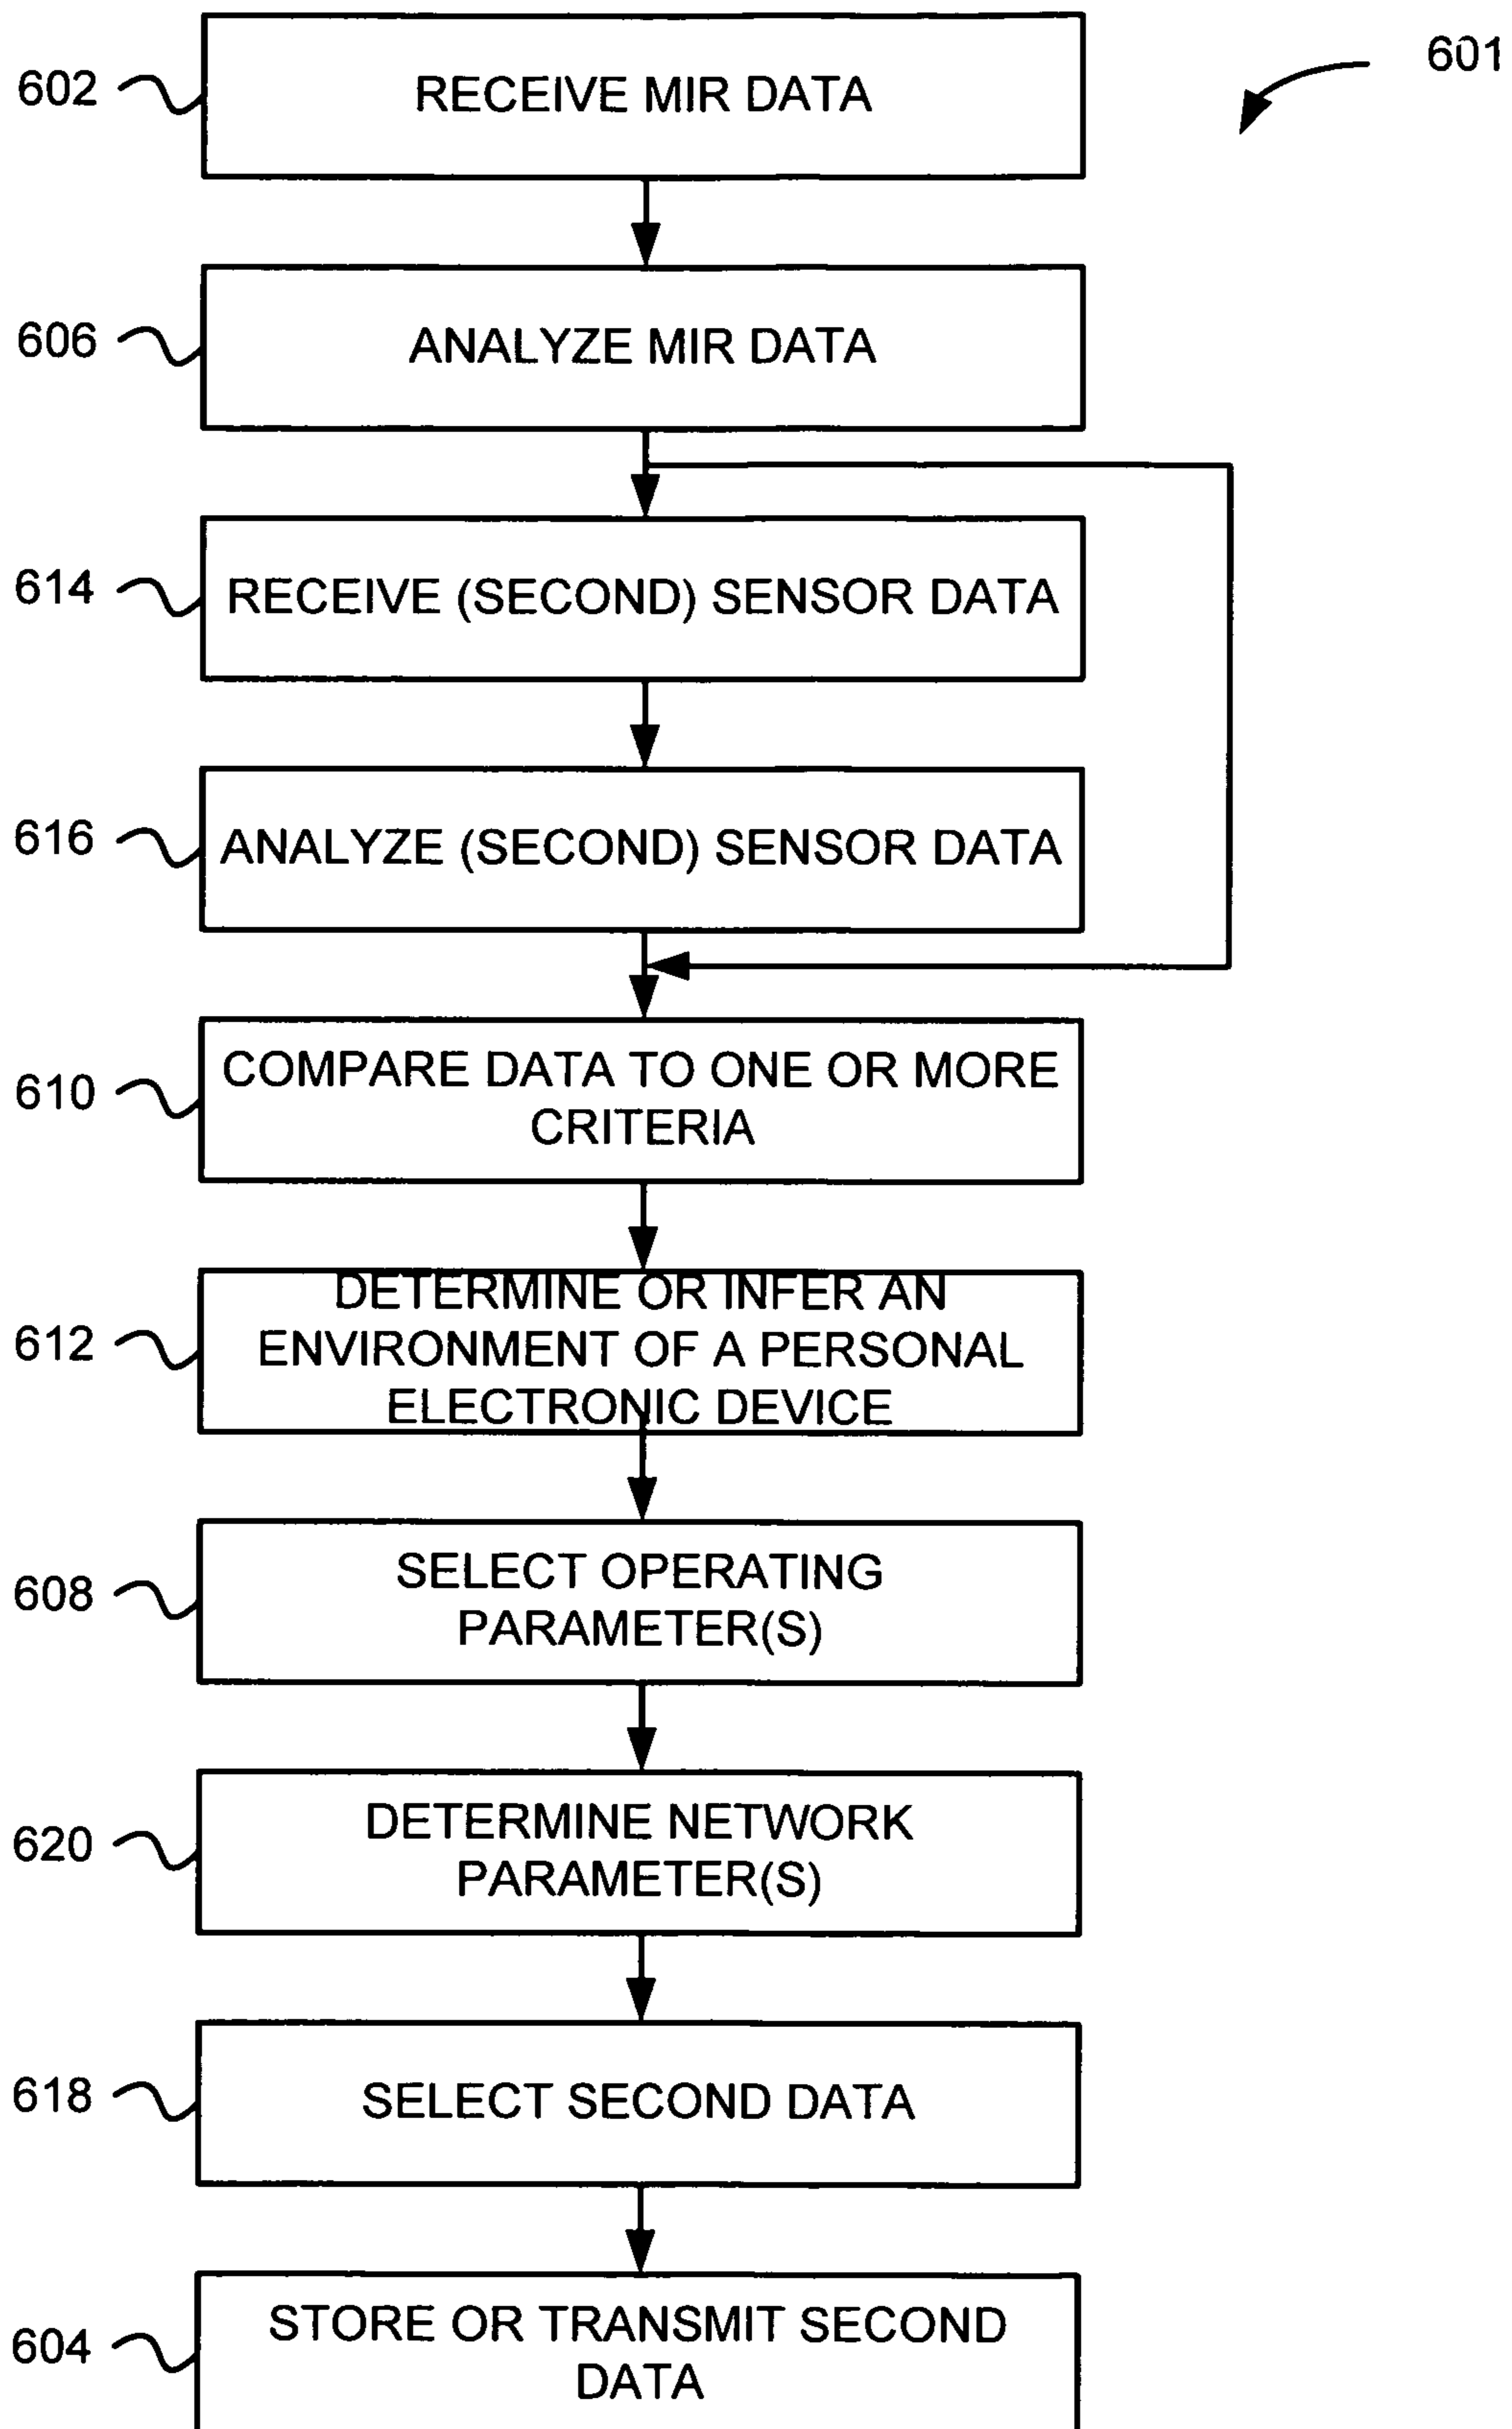 601
602
RECEIVE MIR DATA
606
ANALYZE MIR DATA
614
RECEIVE (SECOND) SENSOR DATA
616
ANALYZE (SECOND) SENSOR DATA
610
COMPARE DATA TO ONE OR MORE
CRITERIA
612
DETERMINE OR INFER AN
ENVIRONMENT OF A PERSONAL
ELECTRONIC DEVICE
608
SELECT OPERATING
PARAMETER(S)
620
DETERMINE NETWORK
PARAMETER(S)
618
SELECT SECOND DATA
604
STORE OR TRANSMIT SECOND
DATA